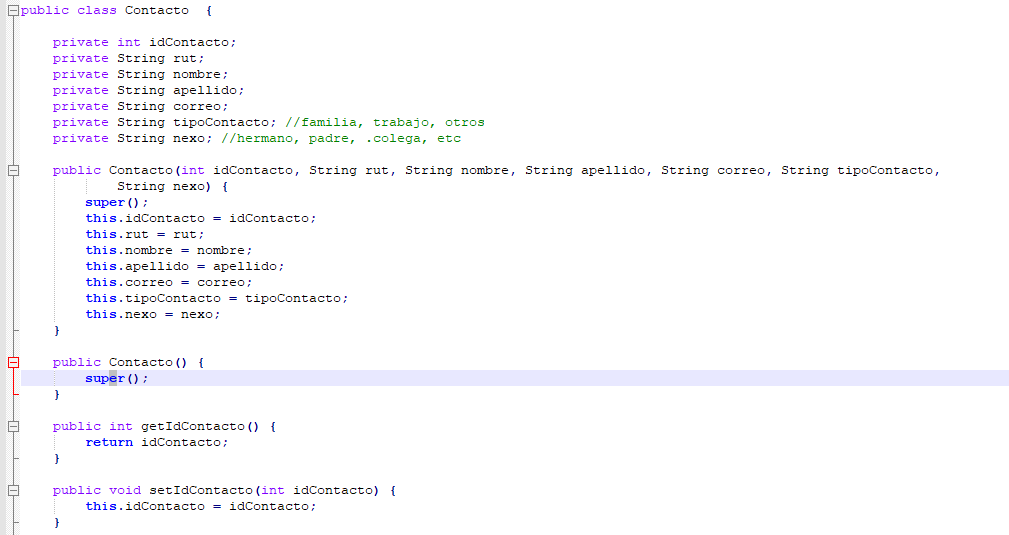 public class Contacto  {
private int idContacto;
private String rut;
private String nombre;
private String apellido;
private String correo;
private String tipoContacto; //familia, trabajo, otros
private String nexo; //hermano, padre, .colega, etc
public Contacto(int idContacto, String rut, String nombre, String apellido, String correo, String tipoContacto,
String nexo) {
super();
this.idContacto = idContacto;
this.rut = rut;
this.nombre = nombre;
this.apellido = apellido;
this.correo = correo;
this.tipoContacto = tipoContacto;
this.nexo = nexo;
}
public Contacto() {
super();
}
public int getIdContacto() {
return idContacto;
}
public void setIdContacto(int idContacto) {
this.idContacto = idContacto;
}